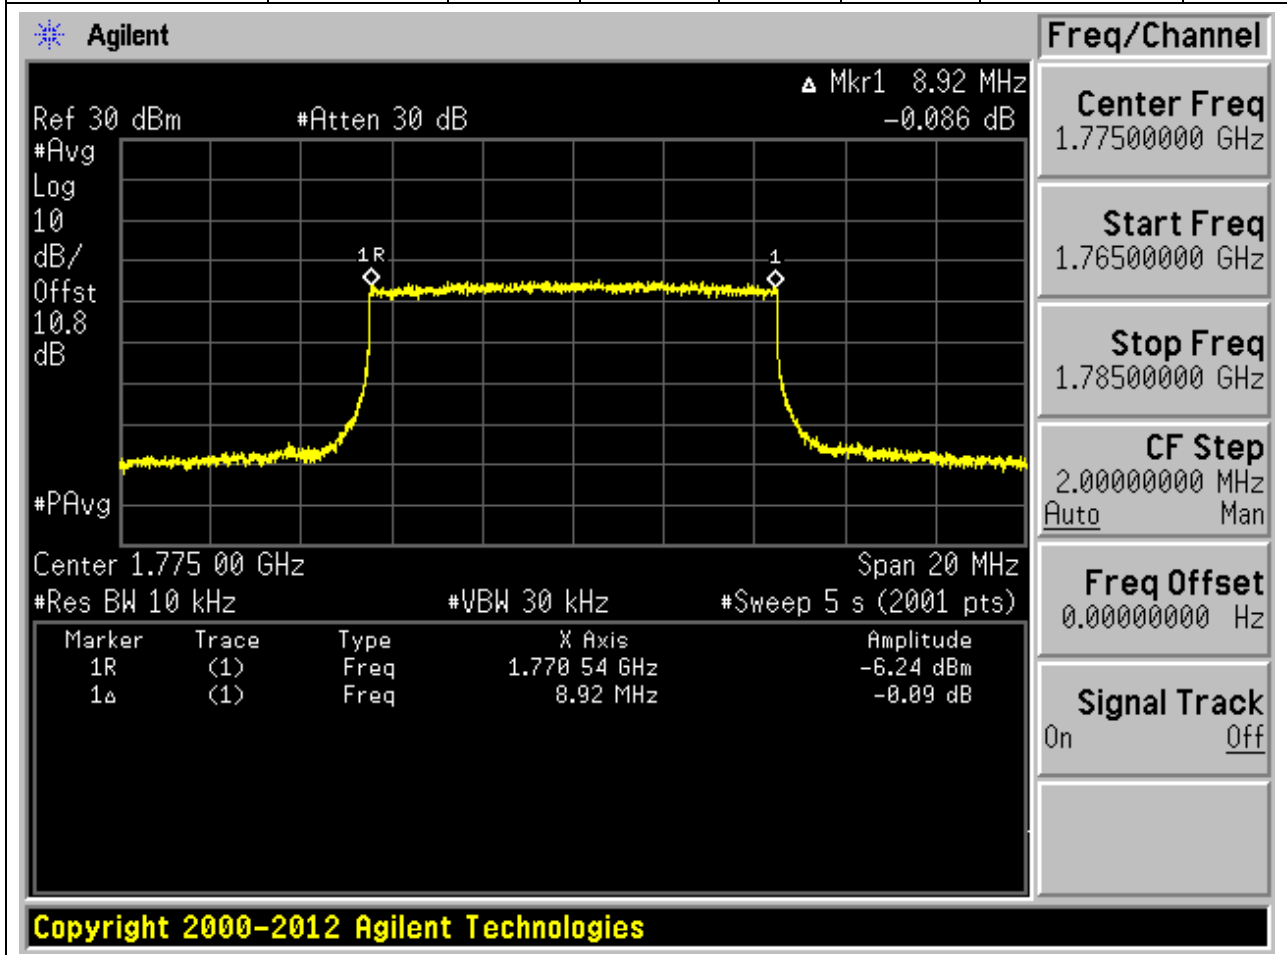 Agilent
Freq/Channel
▵ Mkr1 8.92 MHz
Ref 30 dBm #Atten 30 dB -0.086 dB
#Avg
Log
10
dB/
Offst
10.8
dB
1R
1
#PAvg
Center 1.775 00 GHz Span 20 MHz
#Res BW 10 kHz #VBW 30 kHz #Sweep 5 s (2001 pts)
Marker Trace Type X Axis Amplitude
1R (1) Freq 1.770 54 GHz -6.24 dBm
1▵ (1) Freq 8.92 MHz -0.09 dB
Center Freq
1.77500000 GHz
Start Freq
1.76500000 GHz
Stop Freq
1.78500000 GHz
CF Step
2.00000000 MHz
Auto Man
Freq Offset
0.00000000 Hz
Signal Track
On Off
Copyright 2000-2012 Agilent Technologies